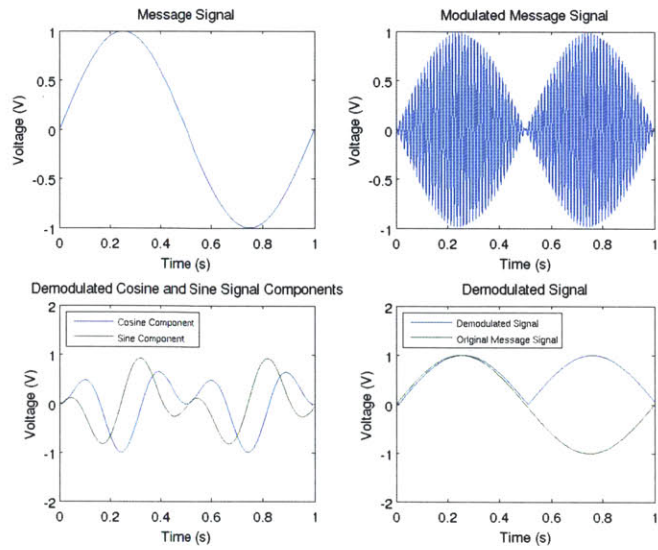 Message Signal
1
0.5
0
-0.5
-1
Voltage (V)
0 0.2 0.4 0.6 0.8 1
Time (s)
Modulated Message Signal
1
0.5
0
-0.5
-1
Voltage (V)
0 0.2 0.4 0.6 0.8 1
Time (s)
Demodulated Cosine and Sine Signal Components
2
1
0
-1
-2
Voltage (V)
Cosine Component
Sine Component
0 0.2 0.4 0.6 0.8 1
Time (s)
Demodulated Signal
2
1
0
-1
-2
Voltage (V)
Demodulated Signal
Original Message Signal
0 0.2 0.4 0.6 0.8 1
Time (s)